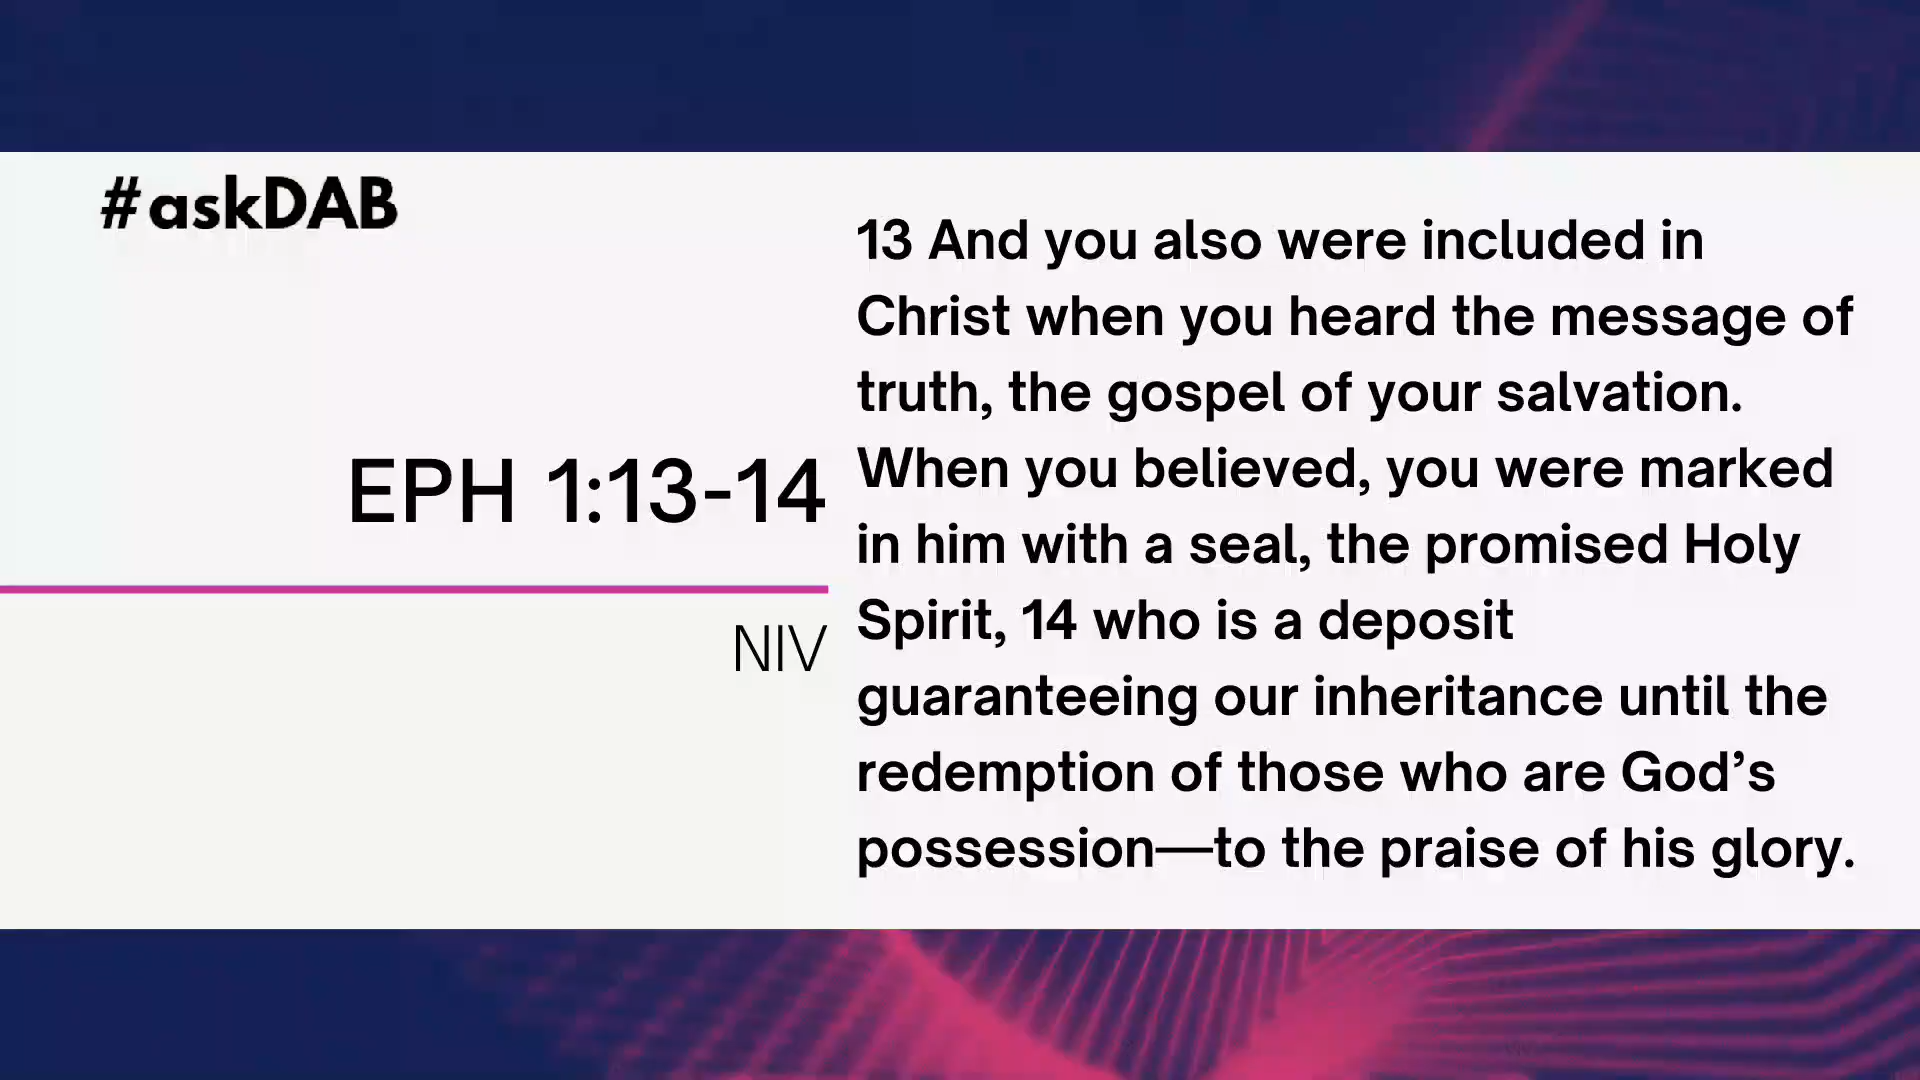 #askDAB
EPH 1:13-14
NIV
13 And you also were included in
Christ when you heard the message of
truth, the gospel of your salvation.
When you believed, you were marked
in him with a seal, the promised Holy
Spirit, 14 who is a deposit
guaranteeing our inheritance until the
redemption of those who are God’s
possession—to the praise of his glory.